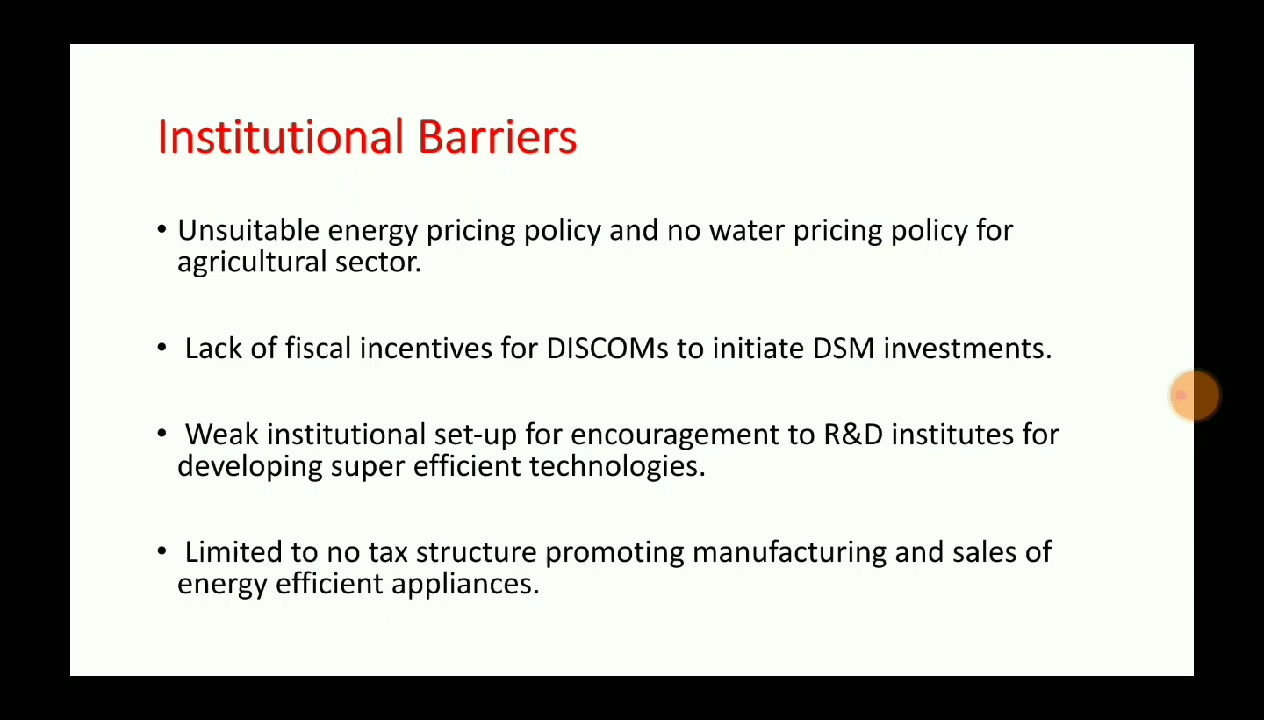 Institutional Barriers
• Unsuitable energy pricing policy and no water pricing policy for
agricultural sector.
• Lack of fiscal incentives for DISCOMs to initiate DSM investments.
• Weak institutional set-up for encouragement to R&D institutes for
developing super efficient technologies.
• Limited to no tax structure promoting manufacturing and sales of
energy efficient appliances.